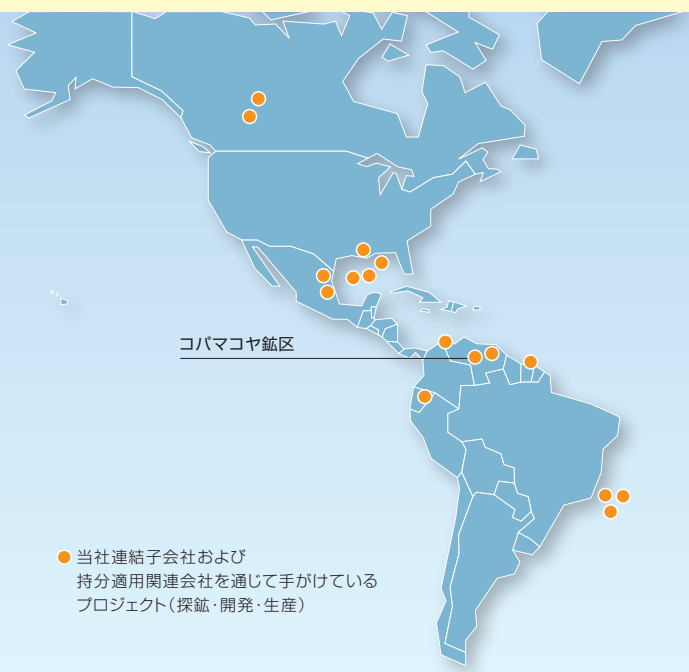 コパマコヤ鉱区
当社連結子会社および
持分適用関連会社を通じて手がけている
プロジェクト(探鉱・開発・生産)